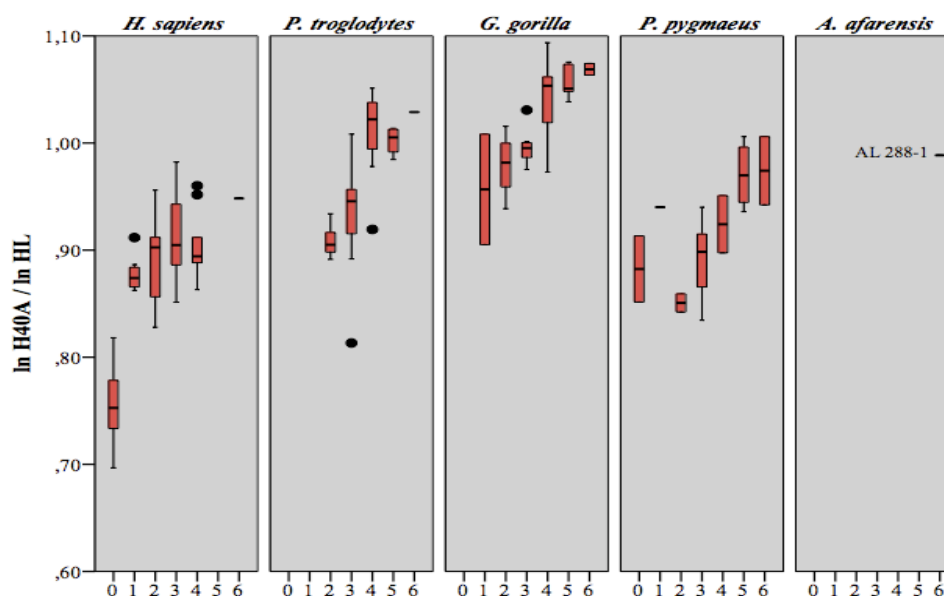 H. sapiens P. troglodytes G. gorilla P. pygmaeus A. afarensis
1,10
1,00
,90
,80
,70
,60
ln H40A / ln HL
AL 288-1
0 1 2 3 4 5 6 0 1 2 3 4 5 6 0 1 2 3 4 5 6 0 1 2 3 4 5 6 0 1 2 3 4 5 6